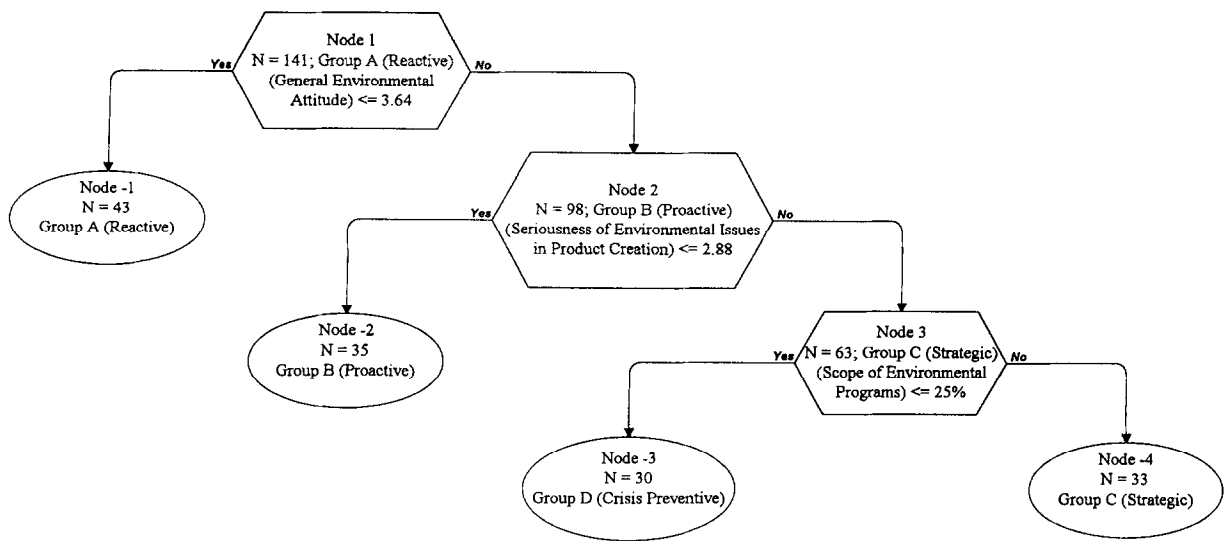 Node 1
Yes
N = 141; Group A (Reactive)
No
(General Environmental
Attitude) <= 3.64
Node -1
N = 43
Group A (Reactive)
Node 2
Yes
N = 98; Group B (Proactive)
No
(Seriousness of Environmental Issues
in Product Creation) <= 2.88
Node -2
N = 35
Group B (Proactive)
Node 3
Yes
N = 63; Group C (Strategic)
No
(Scope of Environmental
Programs) <= 25%
Node -3
N = 30
Group D (Crisis Preventive)
Node -4
N = 33
Group C (Strategic)